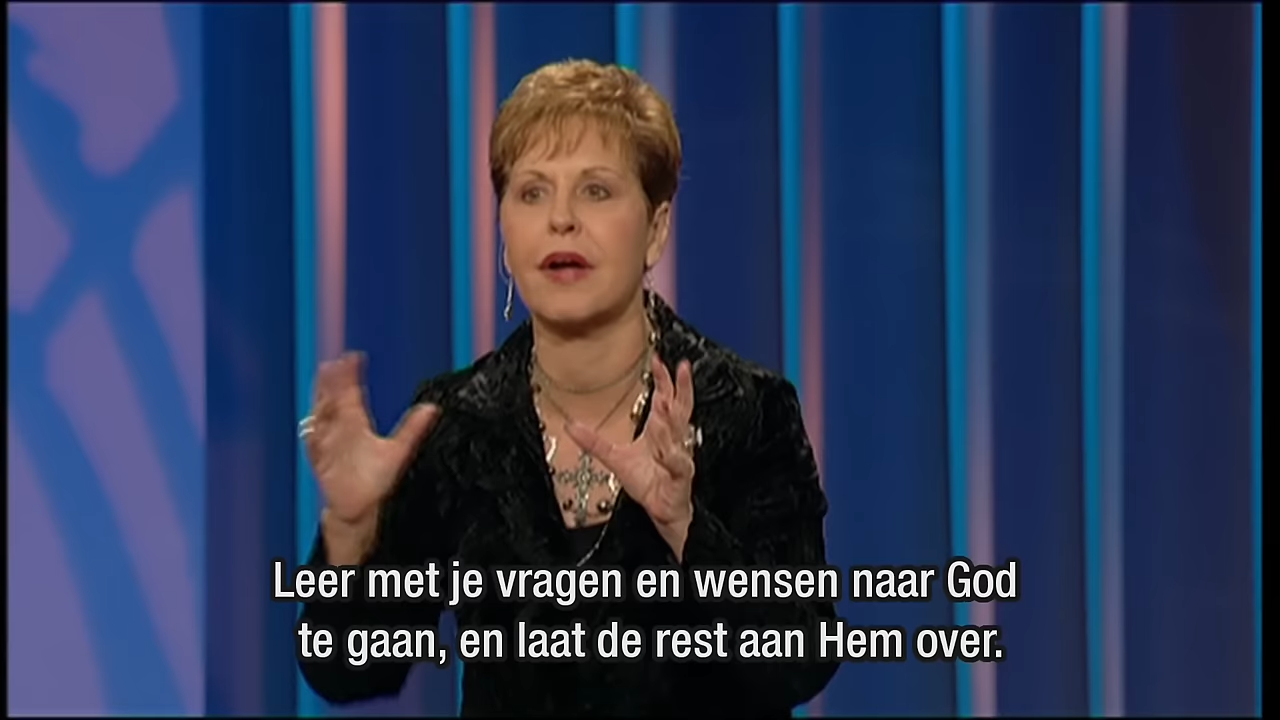 Leer met je vragen en wensen naar God
te gaan, en laat de rest aan Hem over.